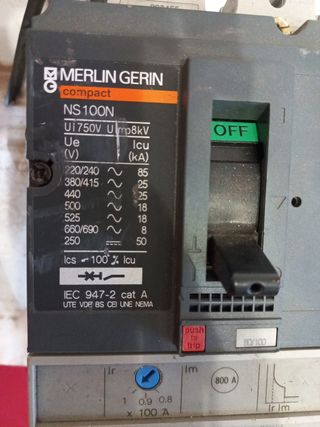 MERLIN GERIN
compact
NS100N
Ui 750V Uimp8kV
Ue Icu
(V) (kA)
220/240 ~ 85
380/415 ~ 25
440 ~ 25
500 ~ 18
525 ~ 18
660/690 ~ 8
250 ⎓ 50
Ics = 100 % Icu
IEC 947-2 cat A
UTE VDE BS CEI UNE NEMA
OFF
push
to
trip
Ir Im
800 A
1 0.9 0.8
x 100 A
Ir Im